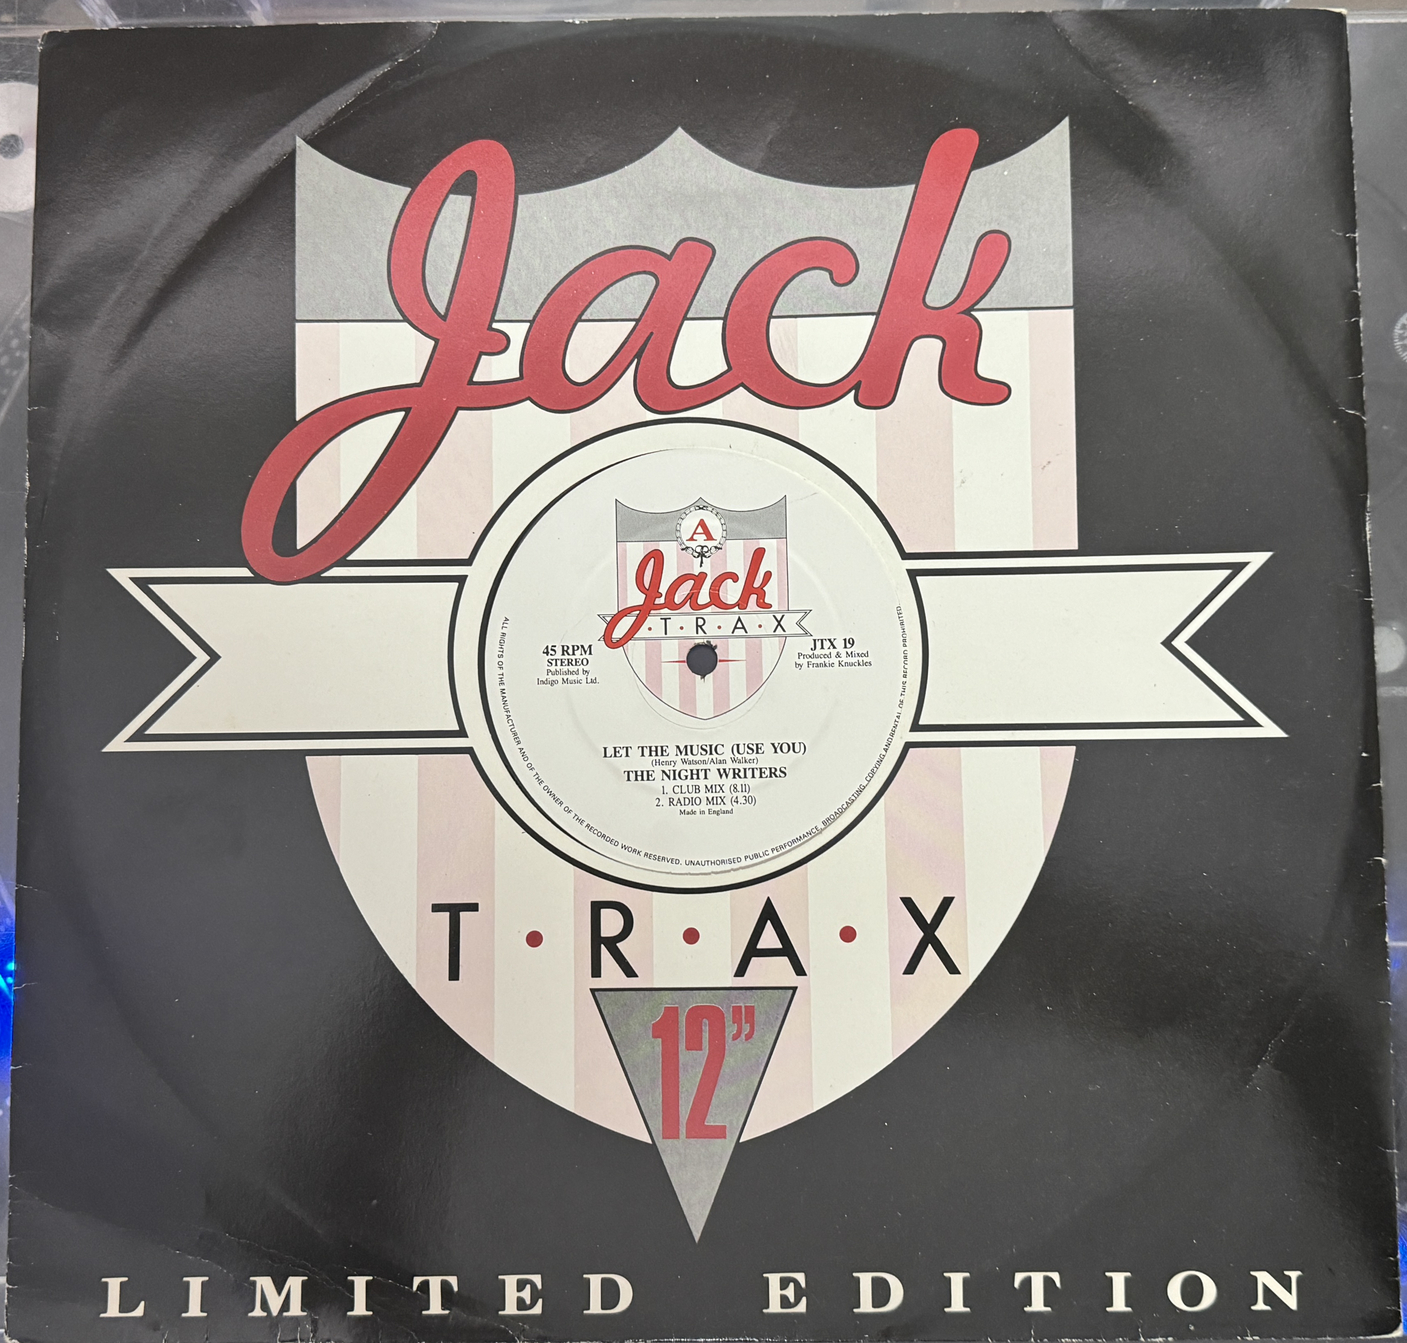 Jack
A
Jack
T·R·A·X
45 RPM
STEREO
Published by
Indigo Music Ltd.
JTX 19
Produced & Mixed
by Frankie Knuckles
LET THE MUSIC (USE YOU)
(Henry Watson/Alan Walker)
THE NIGHT WRITERS
1. CLUB MIX (8.11)
2. RADIO MIX (4.30)
Made in England
ALL RIGHTS OF THE MANUFACTURER AND OF THE OWNER OF THE RECORDED WORK RESERVED. UNAUTHORISED PUBLIC PERFORMANCE, BROADCASTING, COPYING AND RENTAL OF THIS RECORD PROHIBITED.
T·R·A·X
12”
LIMITED EDITION